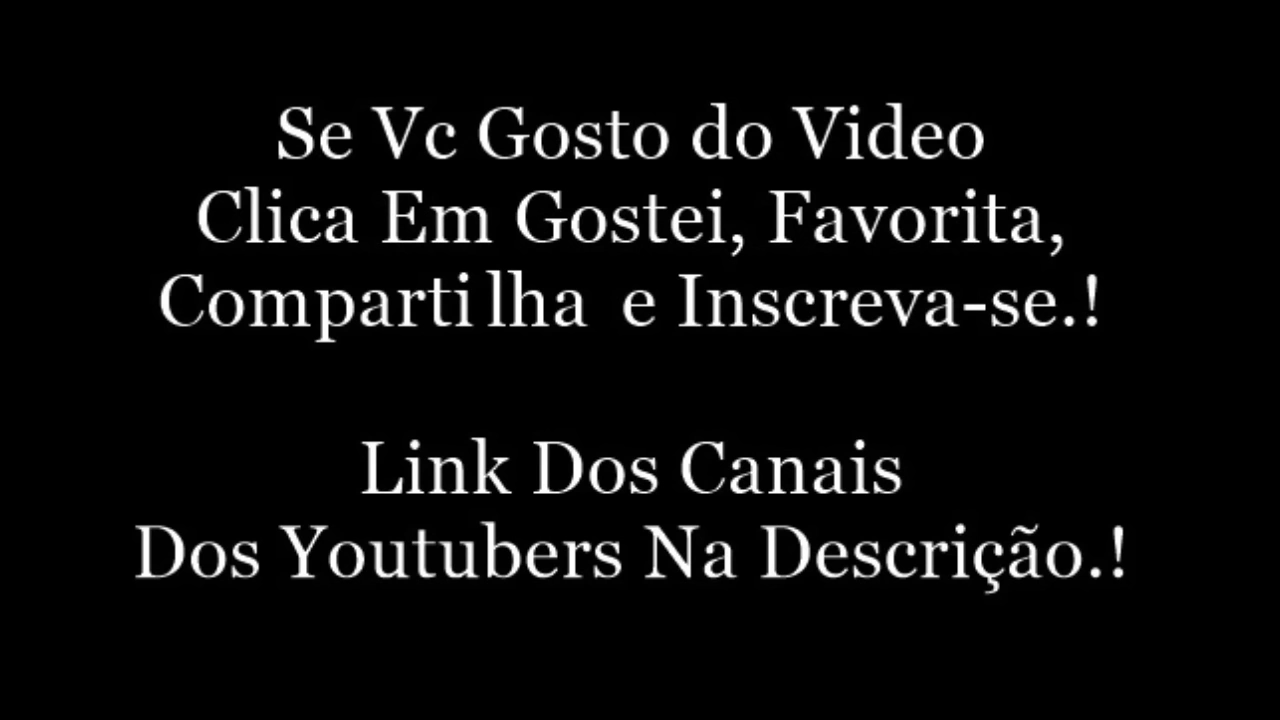 Se Vc Gosto do Video
Clica Em Gostei, Favorita,
Compartilha e Inscreva-se.!
Link Dos Canais
Dos Youtubers Na Descrição.!